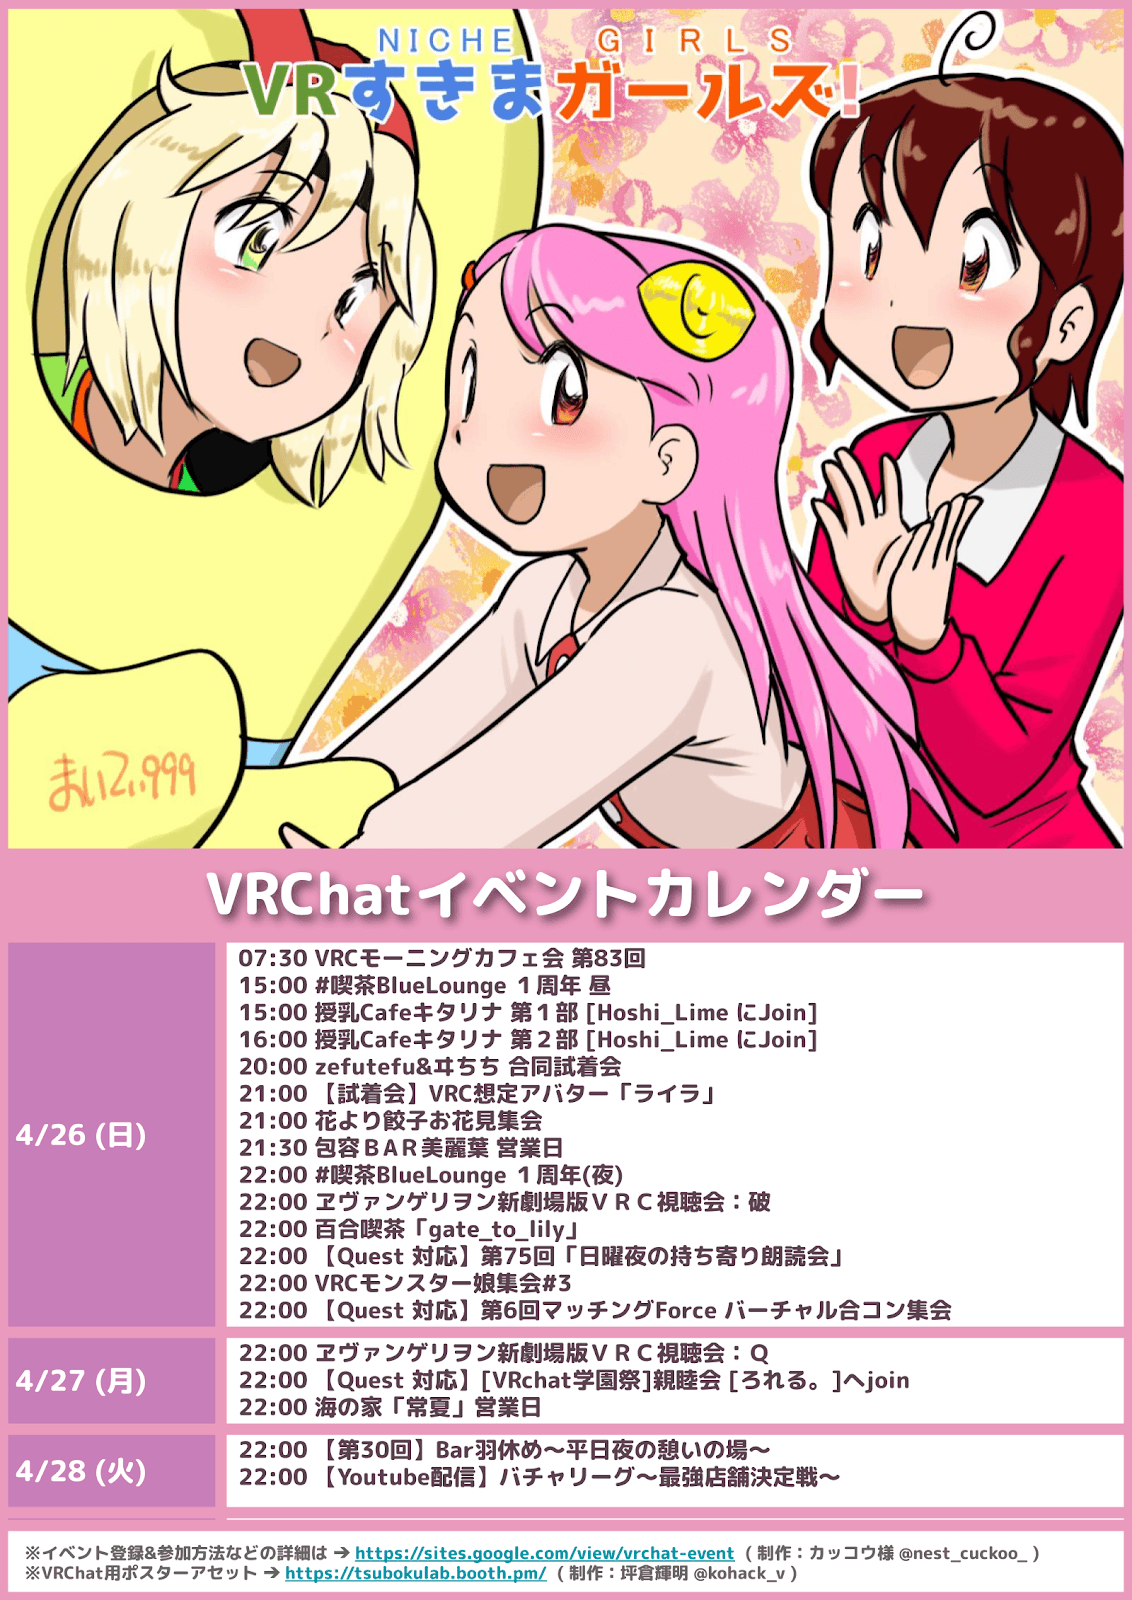 NICHE GIRLS
VRすきまガールズ!
まいてぃ999
VRChatイベントカレンダー
4/26 (日)
07:30 VRCモーニングカフェ会 第83回
15:00 #喫茶BlueLounge １周年 昼
15:00 授乳Cafeキタリナ 第１部 [Hoshi_Lime にJoin]
16:00 授乳Cafeキタリナ 第２部 [Hoshi_Lime にJoin]
20:00 zefutefu&ヰちち 合同試着会
21:00 【試着会】VRC想定アバター「ライラ」
21:00 花より餃子お花見集会
21:30 包容ＢＡＲ美麗葉 営業日
22:00 #喫茶BlueLounge １周年(夜)
22:00 ヱヴァンゲリヲン新劇場版ＶＲＣ視聴会：破
22:00 百合喫茶「gate_to_lily」
22:00 【Quest 対応】第75回「日曜夜の持ち寄り朗読会」
22:00 VRCモンスター娘集会#3
22:00 【Quest 対応】第6回マッチングForce バーチャル合コン集会
4/27 (月)
22:00 ヱヴァンゲリヲン新劇場版ＶＲＣ視聴会：Ｑ
22:00 【Quest 対応】[VRchat学園祭]親睦会 [ろれる。]へjoin
22:00 海の家「常夏」営業日
4/28 (火)
22:00 【第30回】Bar羽休め～平日夜の憩いの場～
22:00 【Youtube配信】バチャリーグ～最強店舗決定戦～
※イベント登録&参加方法などの詳細は → https://sites.google.com/view/vrchat-event （制作：カッコウ様 @nest_cuckoo_）
※VRChat用ポスターアセット → https://tsubokulab.booth.pm/ （制作：坪倉輝明 @kohack_v）